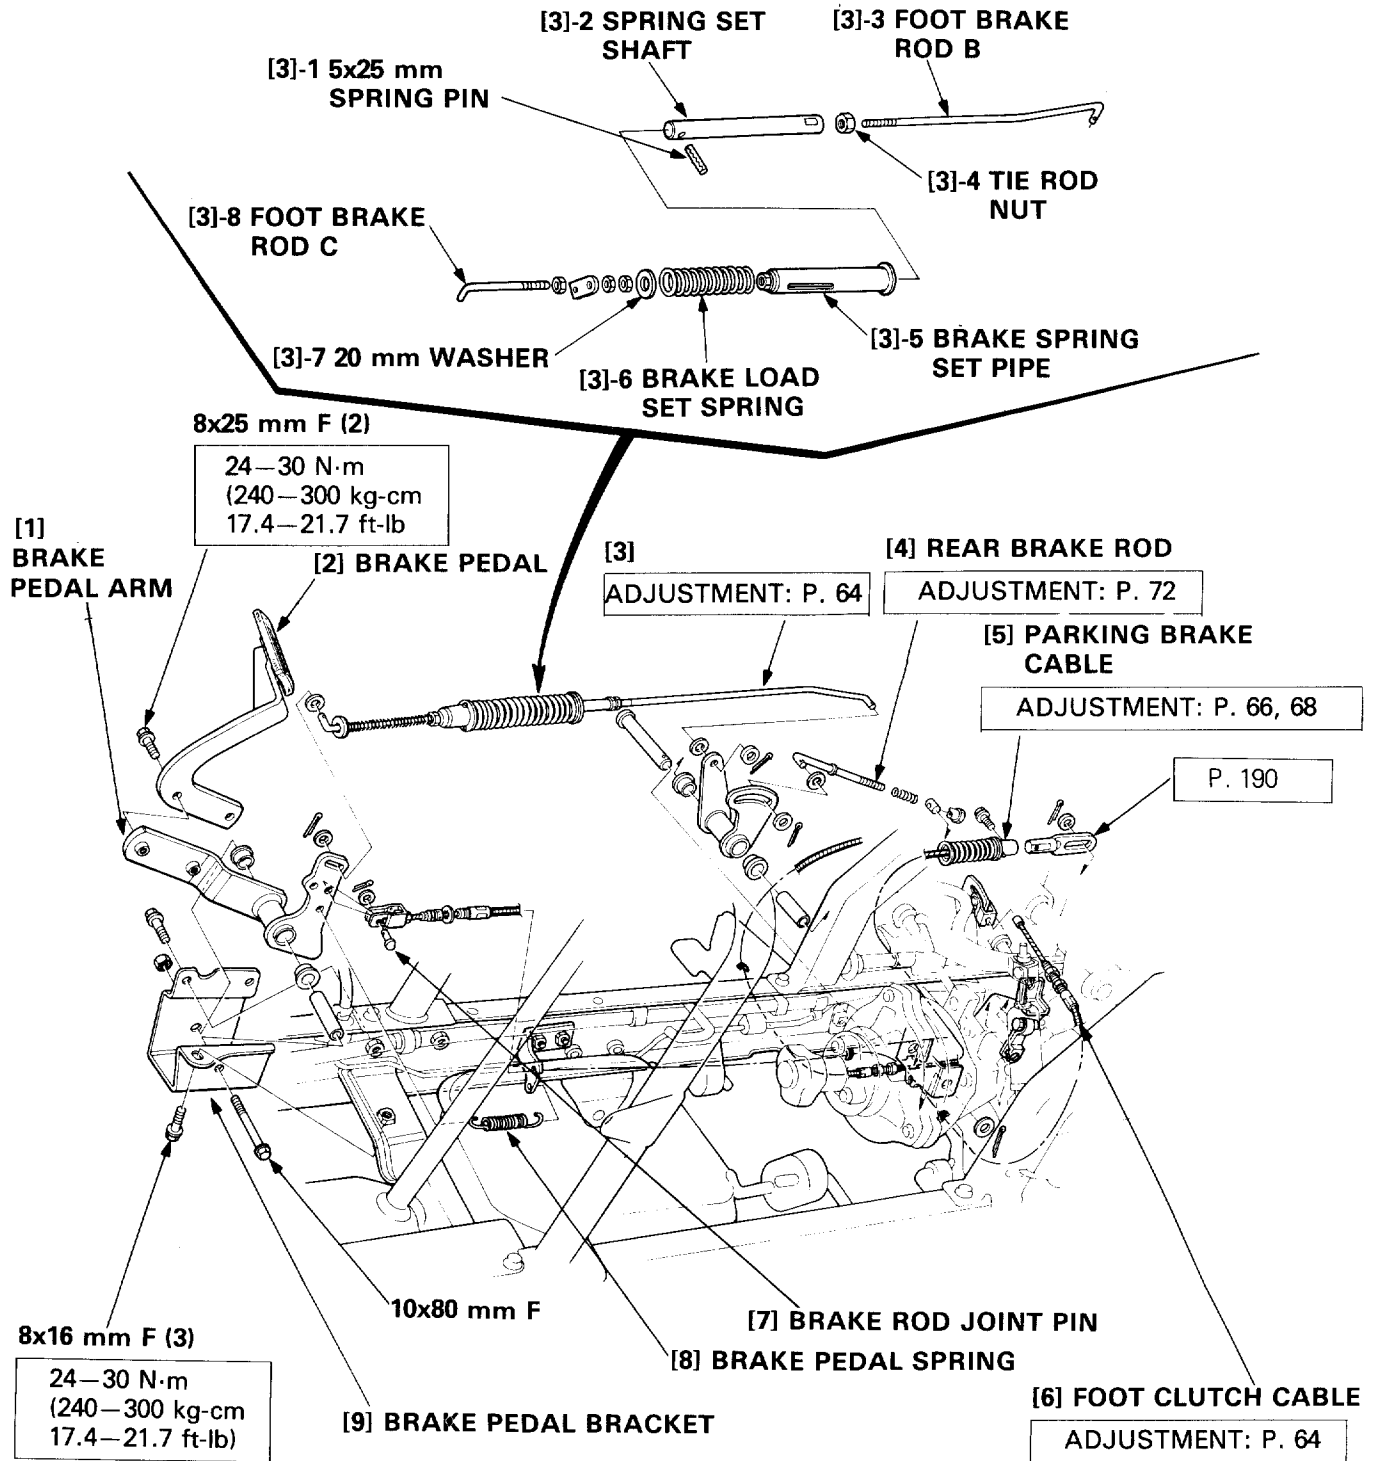 [3]-2 SPRING SET
SHAFT
[3]-3 FOOT BRAKE
ROD B
[3]-1 5x25 mm
SPRING PIN
[3]-4 TIE ROD
NUT
[3]-8 FOOT BRAKE
ROD C
[3]-5 BRAKE SPRING
SET PIPE
[3]-7 20 mm WASHER
[3]-6 BRAKE LOAD
SET SPRING
8x25 mm F (2)
24—30 N·m
(240—300 kg-cm
17.4—21.7 ft-lb
[1]
BRAKE
PEDAL ARM
[2] BRAKE PEDAL
[3]
ADJUSTMENT: P. 64
[4] REAR BRAKE ROD
ADJUSTMENT: P. 72
[5] PARKING BRAKE
CABLE
ADJUSTMENT: P. 66, 68
P. 190
10x80 mm F
[7] BRAKE ROD JOINT PIN
8x16 mm F (3)
24—30 N·m
(240—300 kg-cm
17.4—21.7 ft-lb)
[8] BRAKE PEDAL SPRING
[9] BRAKE PEDAL BRACKET
[6] FOOT CLUTCH CABLE
ADJUSTMENT: P. 64